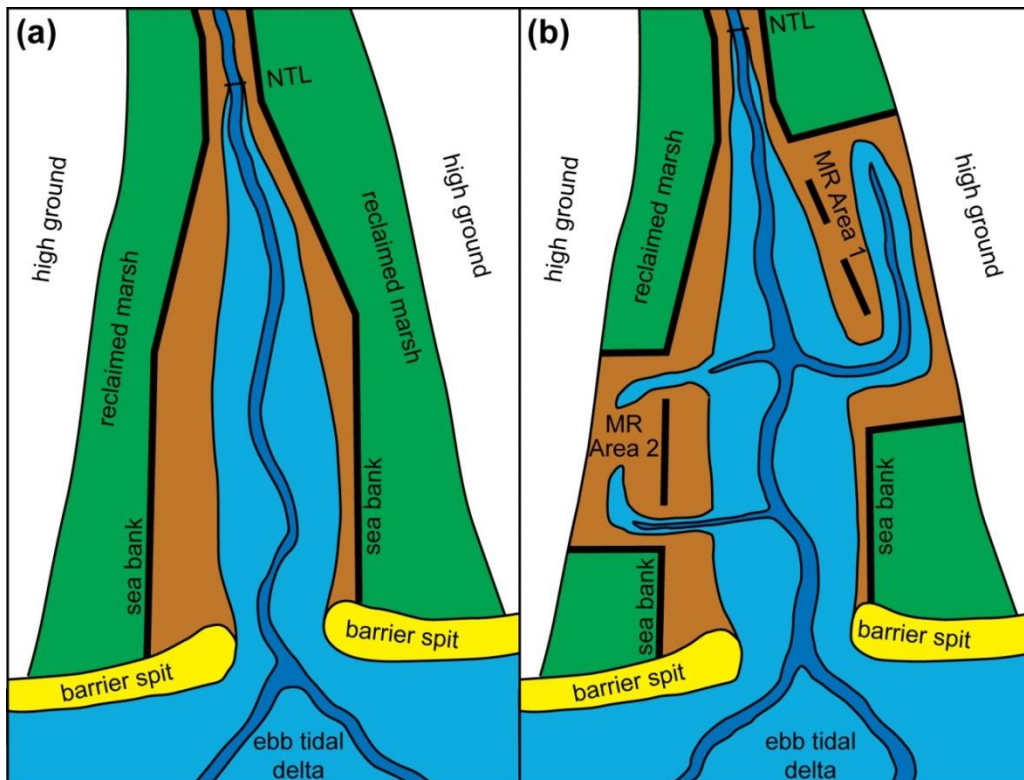 (a)
NTL
high ground
reclaimed marsh
reclaimed marsh
high ground
sea bank
sea bank
barrier spit
barrier spit
ebb tidal
delta
(b)
NTL
high ground
reclaimed marsh
MR Area 1
high ground
MR
Area 2
sea bank
sea bank
barrier spit
barrier spit
ebb tidal
delta